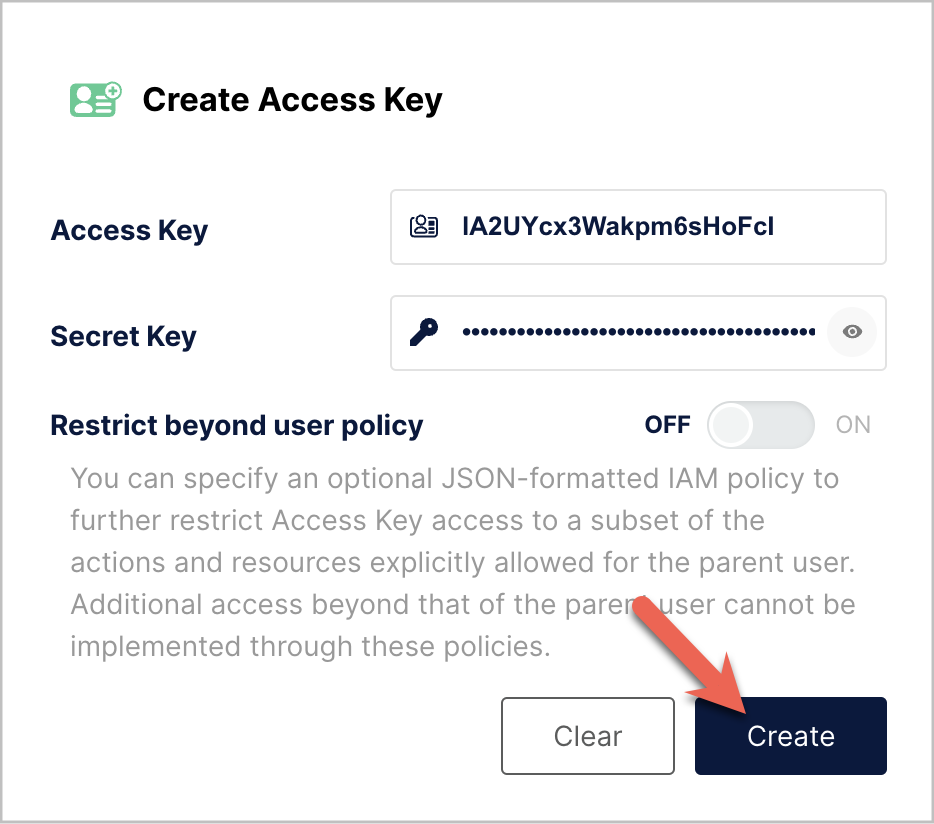 Create Access Key
Access Key
IA2UYcx3Wakpm6sHoFcI
Secret Key
••••••••••••••••••••••••••••••••••••••••
Restrict beyond user policy
OFF
ON
You can specify an optional JSON-formatted IAM policy to
further restrict Access Key access to a subset of the
actions and resources explicitly allowed for the parent user.
Additional access beyond that of the parent user cannot be
implemented through these policies.
Clear
Create